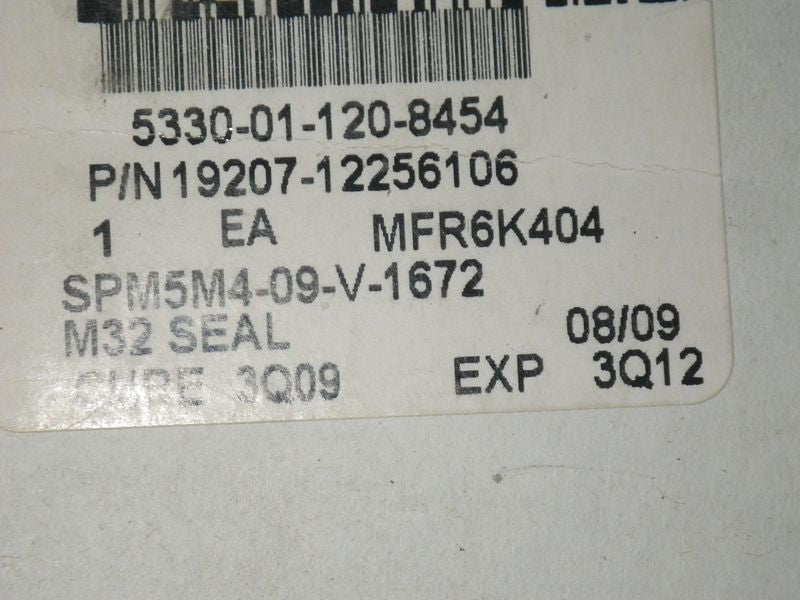 5330-01-120-8454
P/N 19207-12256106
1 EA MFR6K404
SPM5M4-09-V-1672
M32 SEAL 08/09
CURE 3Q09 EXP 3Q12